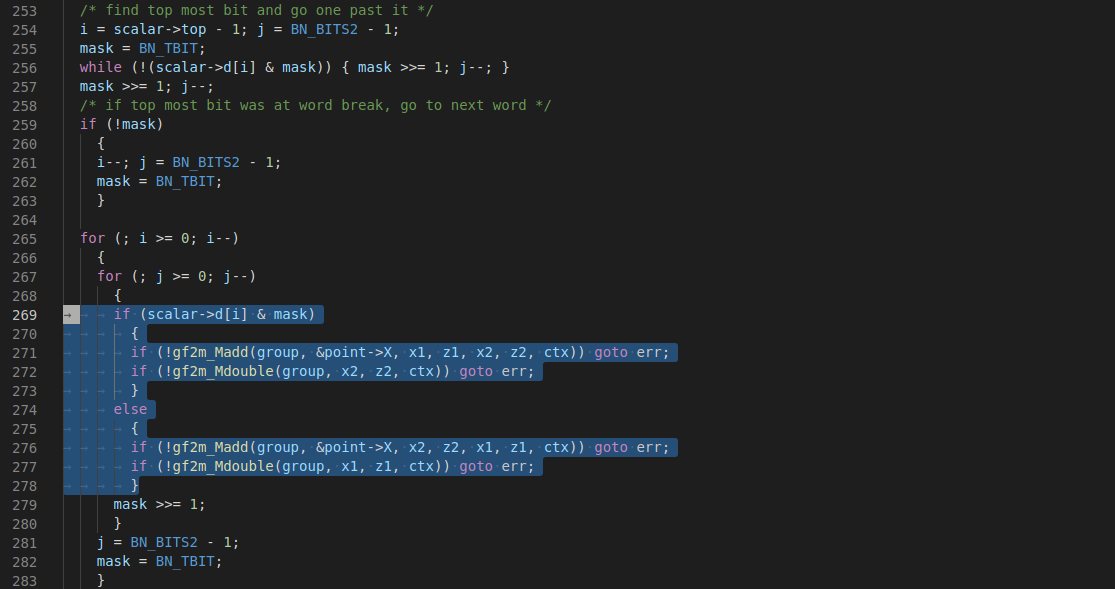 253 /* find top most bit and go one past it */
254 i = scalar->top - 1; j = BN_BITS2 - 1;
255 mask = BN_TBIT;
256 while (!(scalar->d[i] & mask)) { mask >>= 1; j--; }
257 mask >>= 1; j--;
258 /* if top most bit was at word break, go to next word */
259 if (!mask)
260 {
261 i--; j = BN_BITS2 - 1;
262 mask = BN_TBIT;
263 }
264
265 for (; i >= 0; i--)
266 {
267 for (; j >= 0; j--)
268 {
269 if (scalar->d[i] & mask)
270 {
271 if (!gf2m_Madd(group, &point->X, x1, z1, x2, z2, ctx)) goto err;
272 if (!gf2m_Mdouble(group, x2, z2, ctx)) goto err;
273 }
274 else
275 {
276 if (!gf2m_Madd(group, &point->X, x2, z2, x1, z1, ctx)) goto err;
277 if (!gf2m_Mdouble(group, x1, z1, ctx)) goto err;
278 }
279 mask >>= 1;
280 }
281 j = BN_BITS2 - 1;
282 mask = BN_TBIT;
283 }